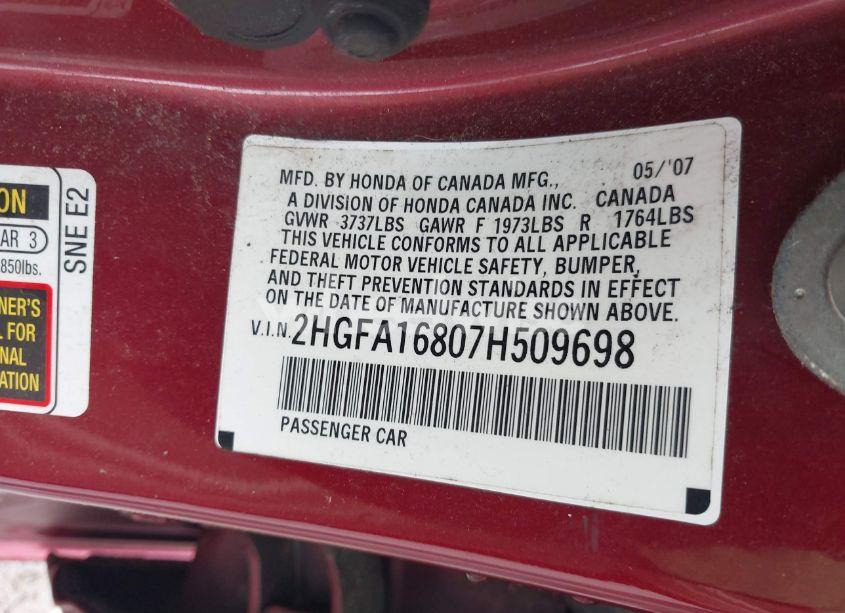 ON
AR 3
850lbs.
NER'S
L FOR
NAL
ATION
SNE E2
MFD. BY HONDA OF CANADA MFG., 05/'07
A DIVISION OF HONDA CANADA INC. CANADA
GVWR 3737LBS GAWR F 1973LBS R 1764LBS
THIS VEHICLE CONFORMS TO ALL APPLICABLE
FEDERAL MOTOR VEHICLE SAFETY, BUMPER,
AND THEFT PREVENTION STANDARDS IN EFFECT
ON THE DATE OF MANUFACTURE SHOWN ABOVE.
V.I.N. 2HGFA16807H509698
PASSENGER CAR